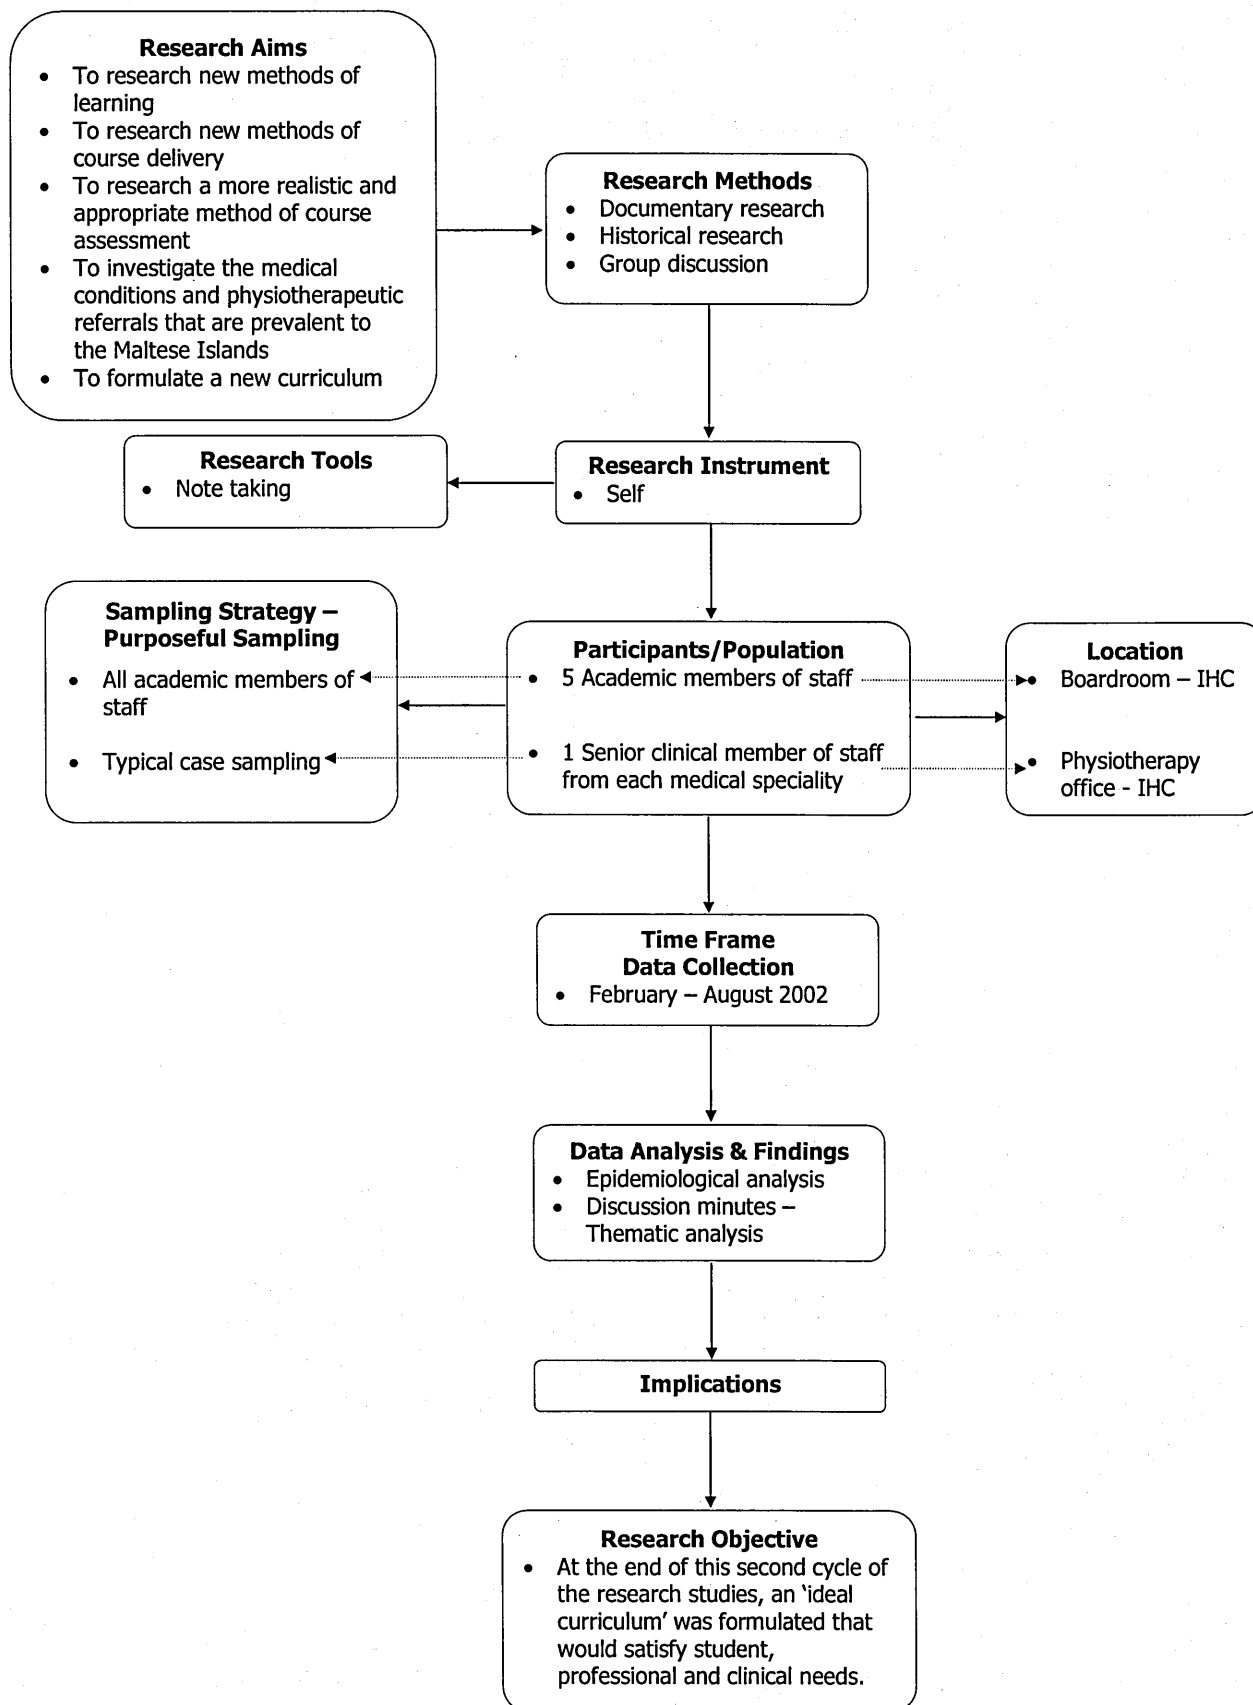 Research Aims
• To research new methods of
learning
• To research new methods of
course delivery
• To research a more realistic and
appropriate method of course
assessment
• To investigate the medical
conditions and physiotherapeutic
referrals that are prevalent to
the Maltese Islands
• To formulate a new curriculum
Research Methods
• Documentary research
• Historical research
• Group discussion
Research Tools
• Note taking
Research Instrument
• Self
Sampling Strategy –
Purposeful Sampling
• All academic members of
staff
• Typical case sampling
Participants/Population
• 5 Academic members of staff
• 1 Senior clinical member of staff
from each medical speciality
Location
• Boardroom – IHC
• Physiotherapy
office - IHC
Time Frame
Data Collection
• February – August 2002
Data Analysis & Findings
• Epidemiological analysis
• Discussion minutes –
Thematic analysis
Implications
Research Objective
• At the end of this second cycle of
the research studies, an ‘ideal
curriculum’ was formulated that
would satisfy student,
professional and clinical needs.